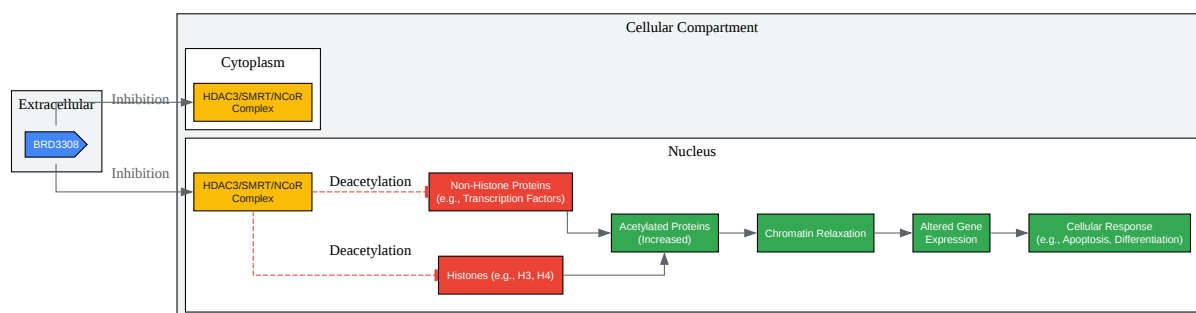 Cellular Compartment
Cytoplasm
HDAC3/SMRT/NCoR
Complex
Extracellular
Inhibition
BRD3308
Nucleus
Inhibition
HDAC3/SMRT/NCoR
Complex
Deacetylation
Non-Histone Proteins
(e.g., Transcription Factors)
Acetylated Proteins
(Increased)
Chromatin Relaxation
Altered Gene
Expression
Cellular Response
(e.g., Apoptosis, Differentiation)
Deacetylation
Histones (e.g., H3, H4)